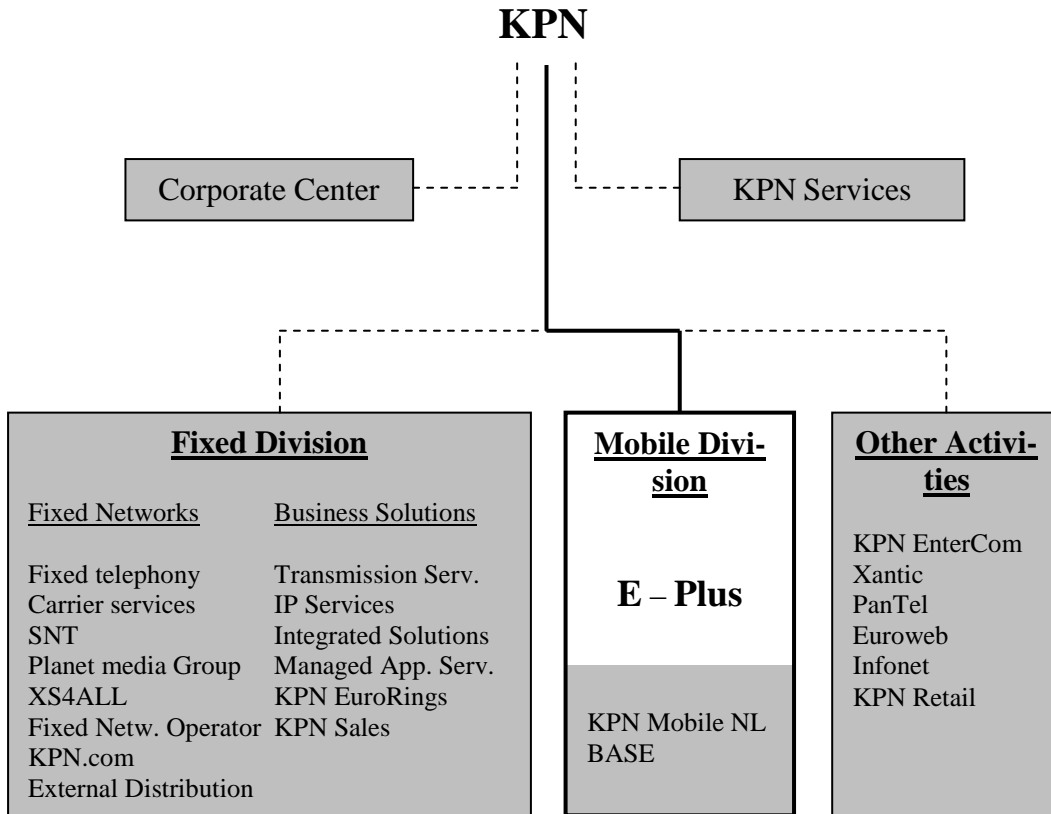 KPN
Corporate Center
KPN Services
Fixed Division
Fixed Networks
Fixed telephony
Carrier services
SNT
Planet media Group
XS4ALL
Fixed Netw. Operator
KPN.com
External Distribution
Business Solutions
Transmission Serv.
IP Services
Integrated Solutions
Managed App. Serv.
KPN EuroRings
KPN Sales
Mobile Divi-
sion
E – Plus
KPN Mobile NL
BASE
Other Activi-
ties
KPN EnterCom
Xantic
PanTel
Euroweb
Infonet
KPN Retail